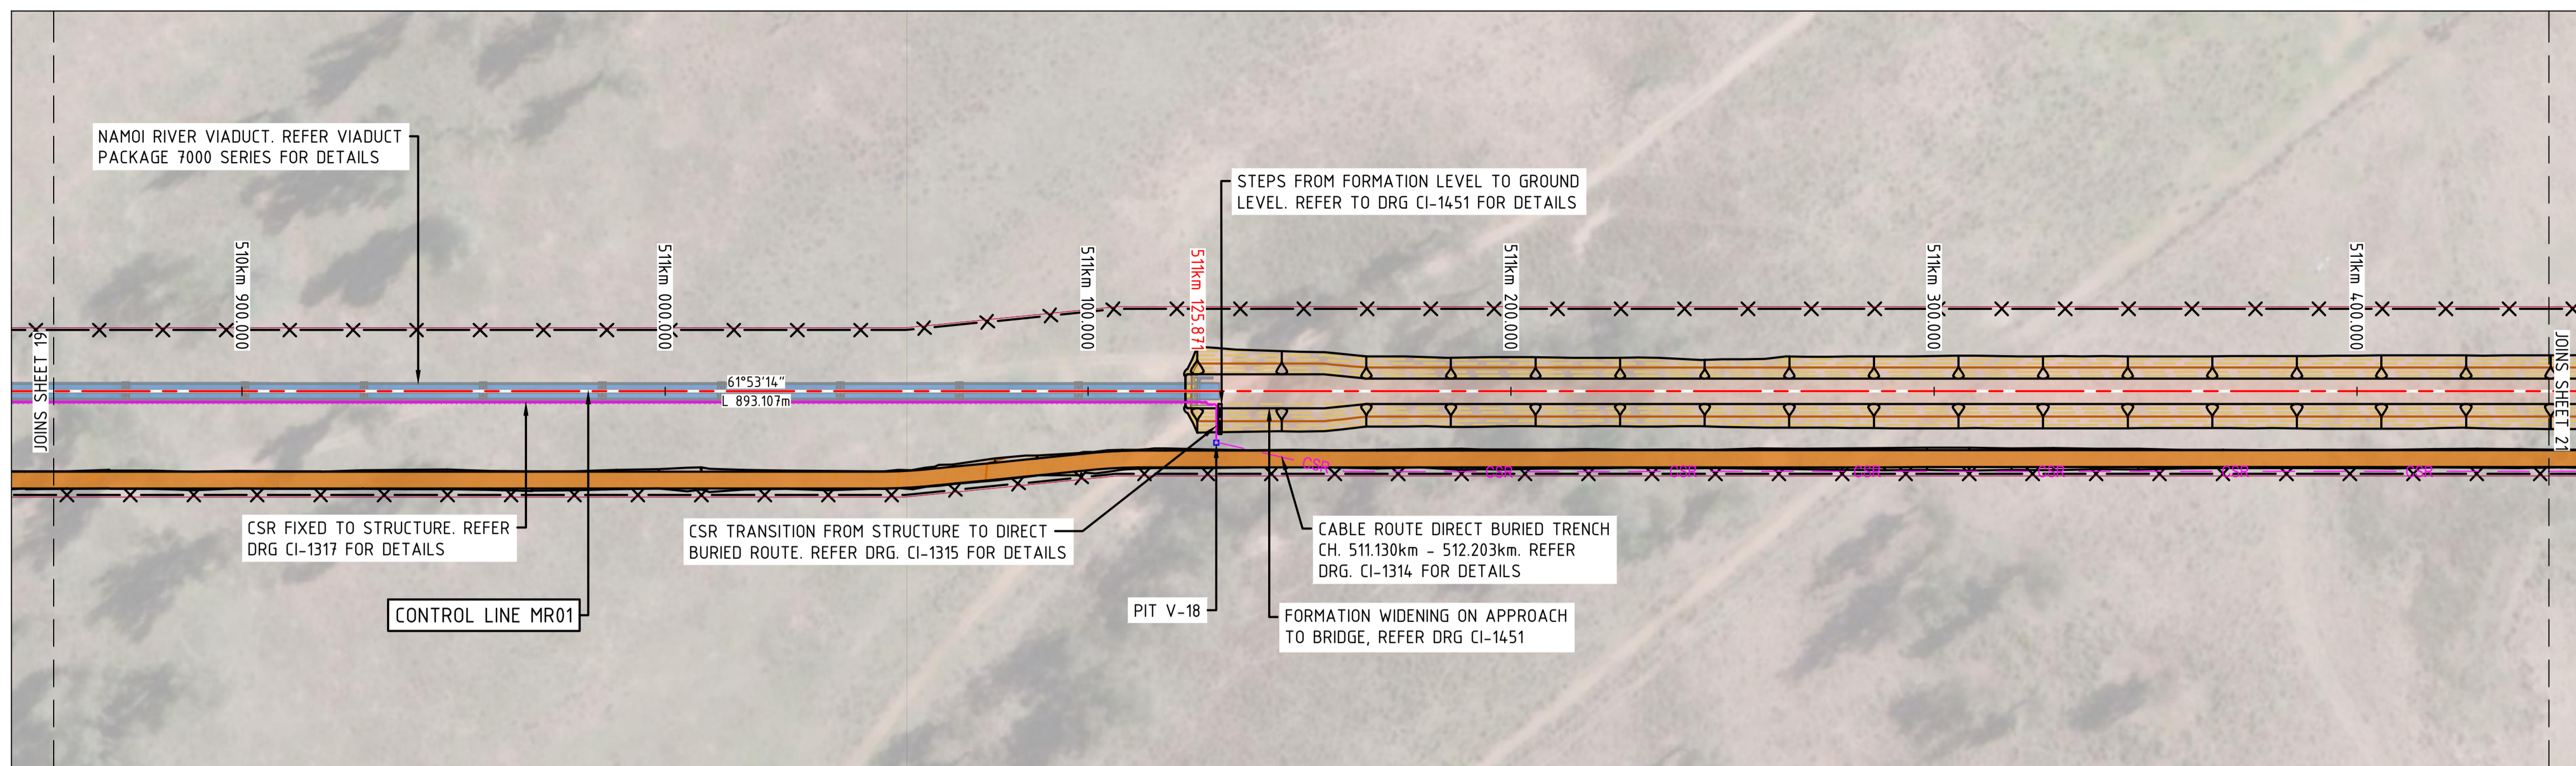 NAMOI RIVER VIADUCT. REFER VIADUCT
PACKAGE 7000 SERIES FOR DETAILS
STEPS FROM FORMATION LEVEL TO GROUND
LEVEL. REFER TO DRG CI-1451 FOR DETAILS
510km 900.000
511km 000.000
511km 100.000
511km 125.871
511km 200.000
511km 300.000
511km 400.000
JOINS SHEET 19
61°53'14"
L 893.107m
JOINS SHEET 21
CSR
CSR
CSR
CSR
CSR
CSR
CSR
CSR FIXED TO STRUCTURE. REFER
DRG CI-1317 FOR DETAILS
CSR TRANSITION FROM STRUCTURE TO DIRECT
BURIED ROUTE. REFER DRG. CI-1315 FOR DETAILS
CABLE ROUTE DIRECT BURIED TRENCH
CH. 511.130km - 512.203km. REFER
DRG. CI-1314 FOR DETAILS
CONTROL LINE MR01
PIT V-18
FORMATION WIDENING ON APPROACH
TO BRIDGE, REFER DRG CI-1451